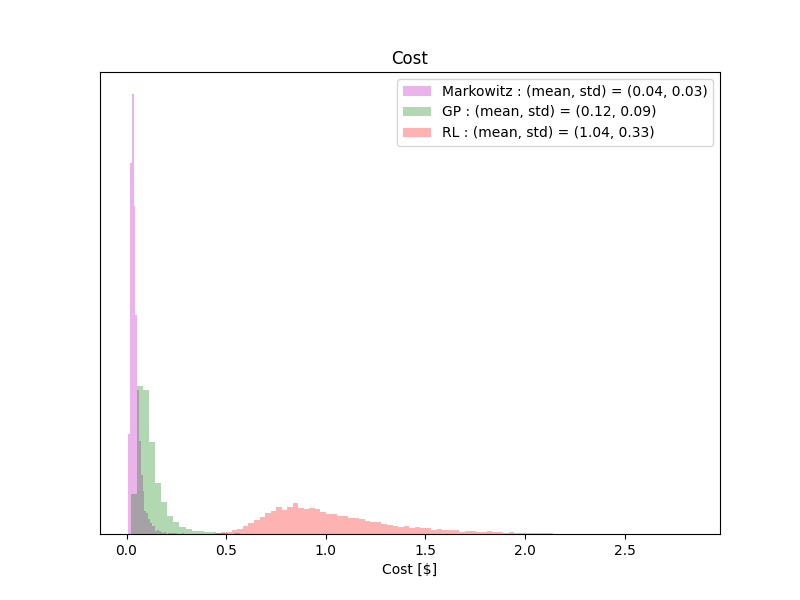 Cost
Markowitz : (mean, std) = (0.04, 0.03)
GP : (mean, std) = (0.12, 0.09)
RL : (mean, std) = (1.04, 0.33)
0.0 0.5 1.0 1.5 2.0 2.5
Cost [$]